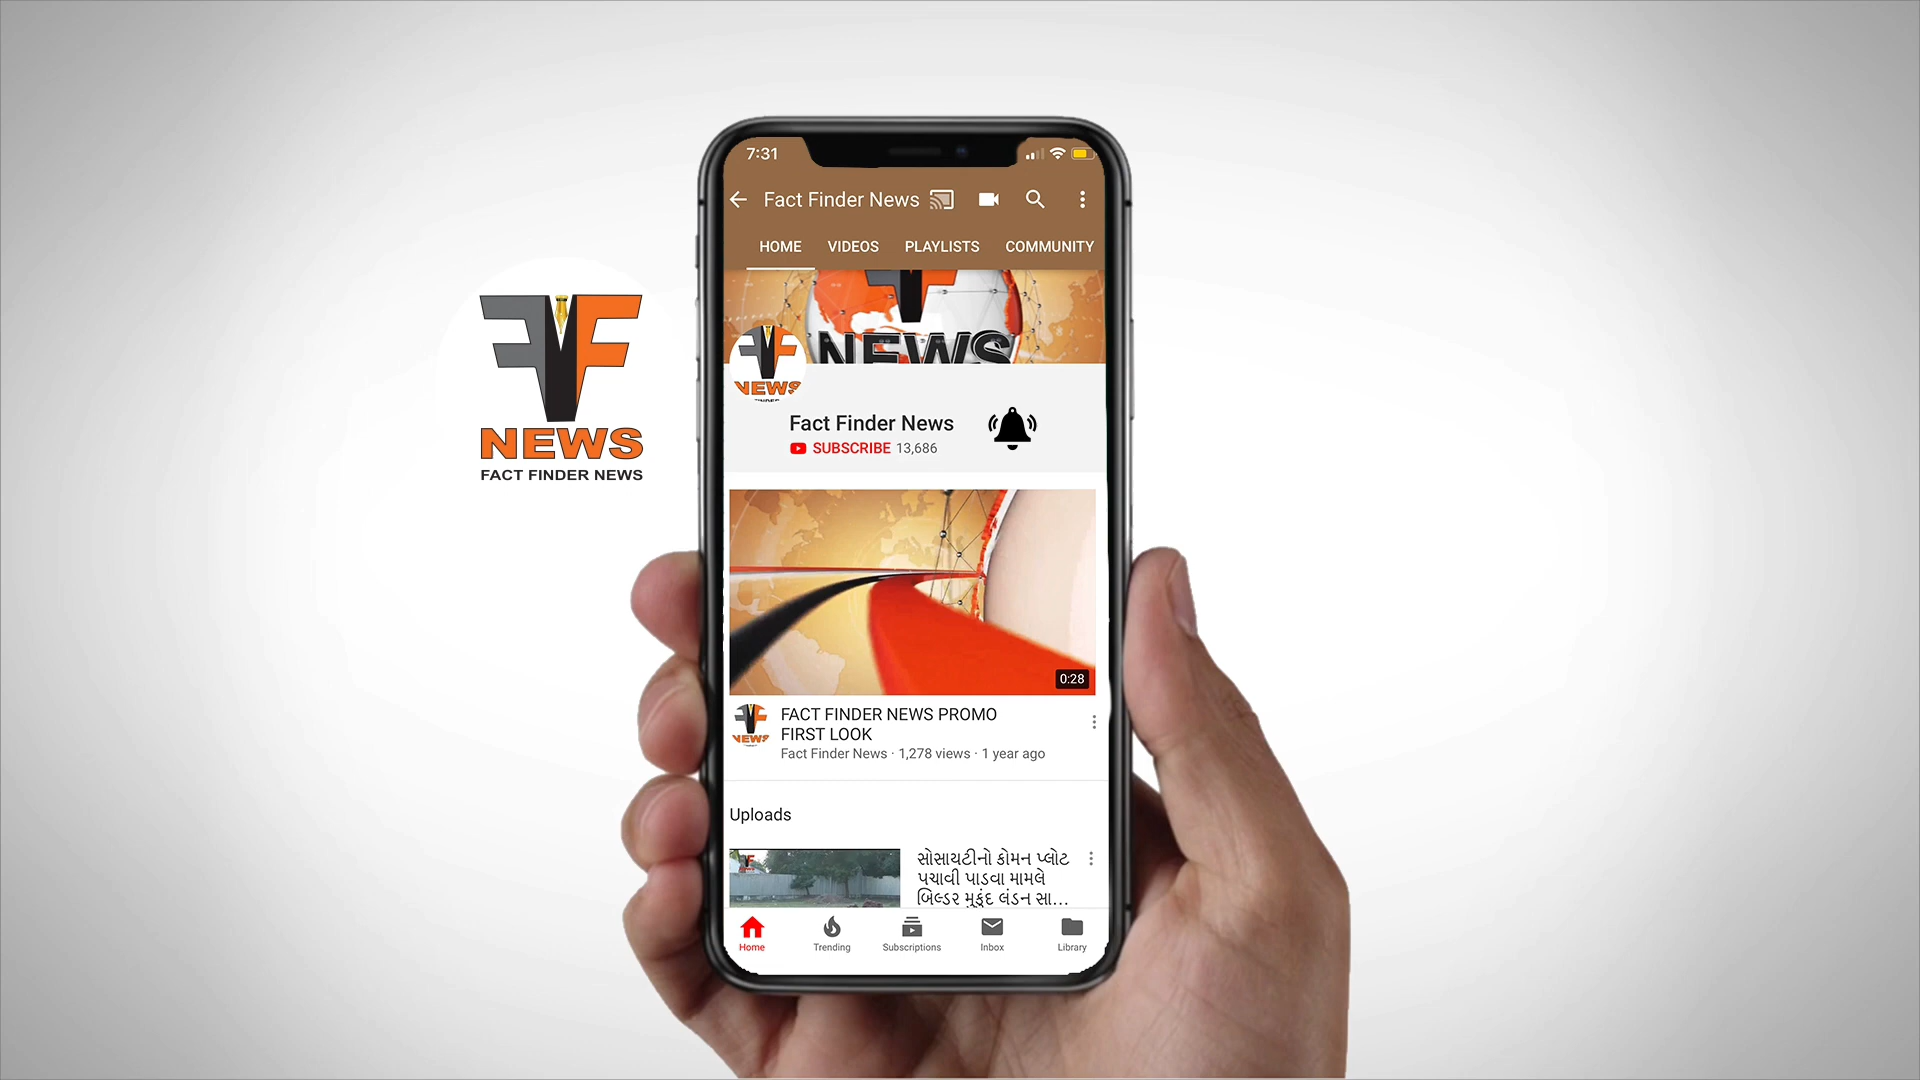 7:31
Fact Finder News
HOME VIDEOS PLAYLISTS COMMUNITY
NEWS
NEWS
Fact Finder News
SUBSCRIBE 13,686
NEWS
FACT FINDER NEWS
0:28
FACT FINDER NEWS PROMO
FIRST LOOK
NEWS
Fact Finder News · 1,278 views · 1 year ago
Uploads
સોસાયટીનો કોમન પ્લોટ
પચાવી પાડવા મામલે
બિલ્ડર મૂકુંદ લંડન સા...
Home Trending Subscriptions Inbox Library